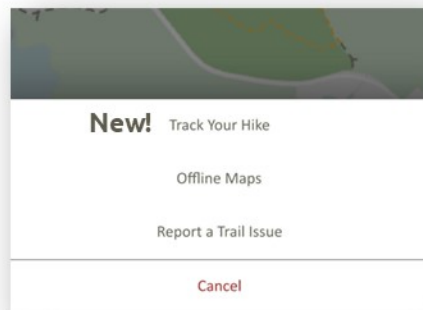 New! Track Your Hike
Offline Maps
Report a Trail Issue
Cancel